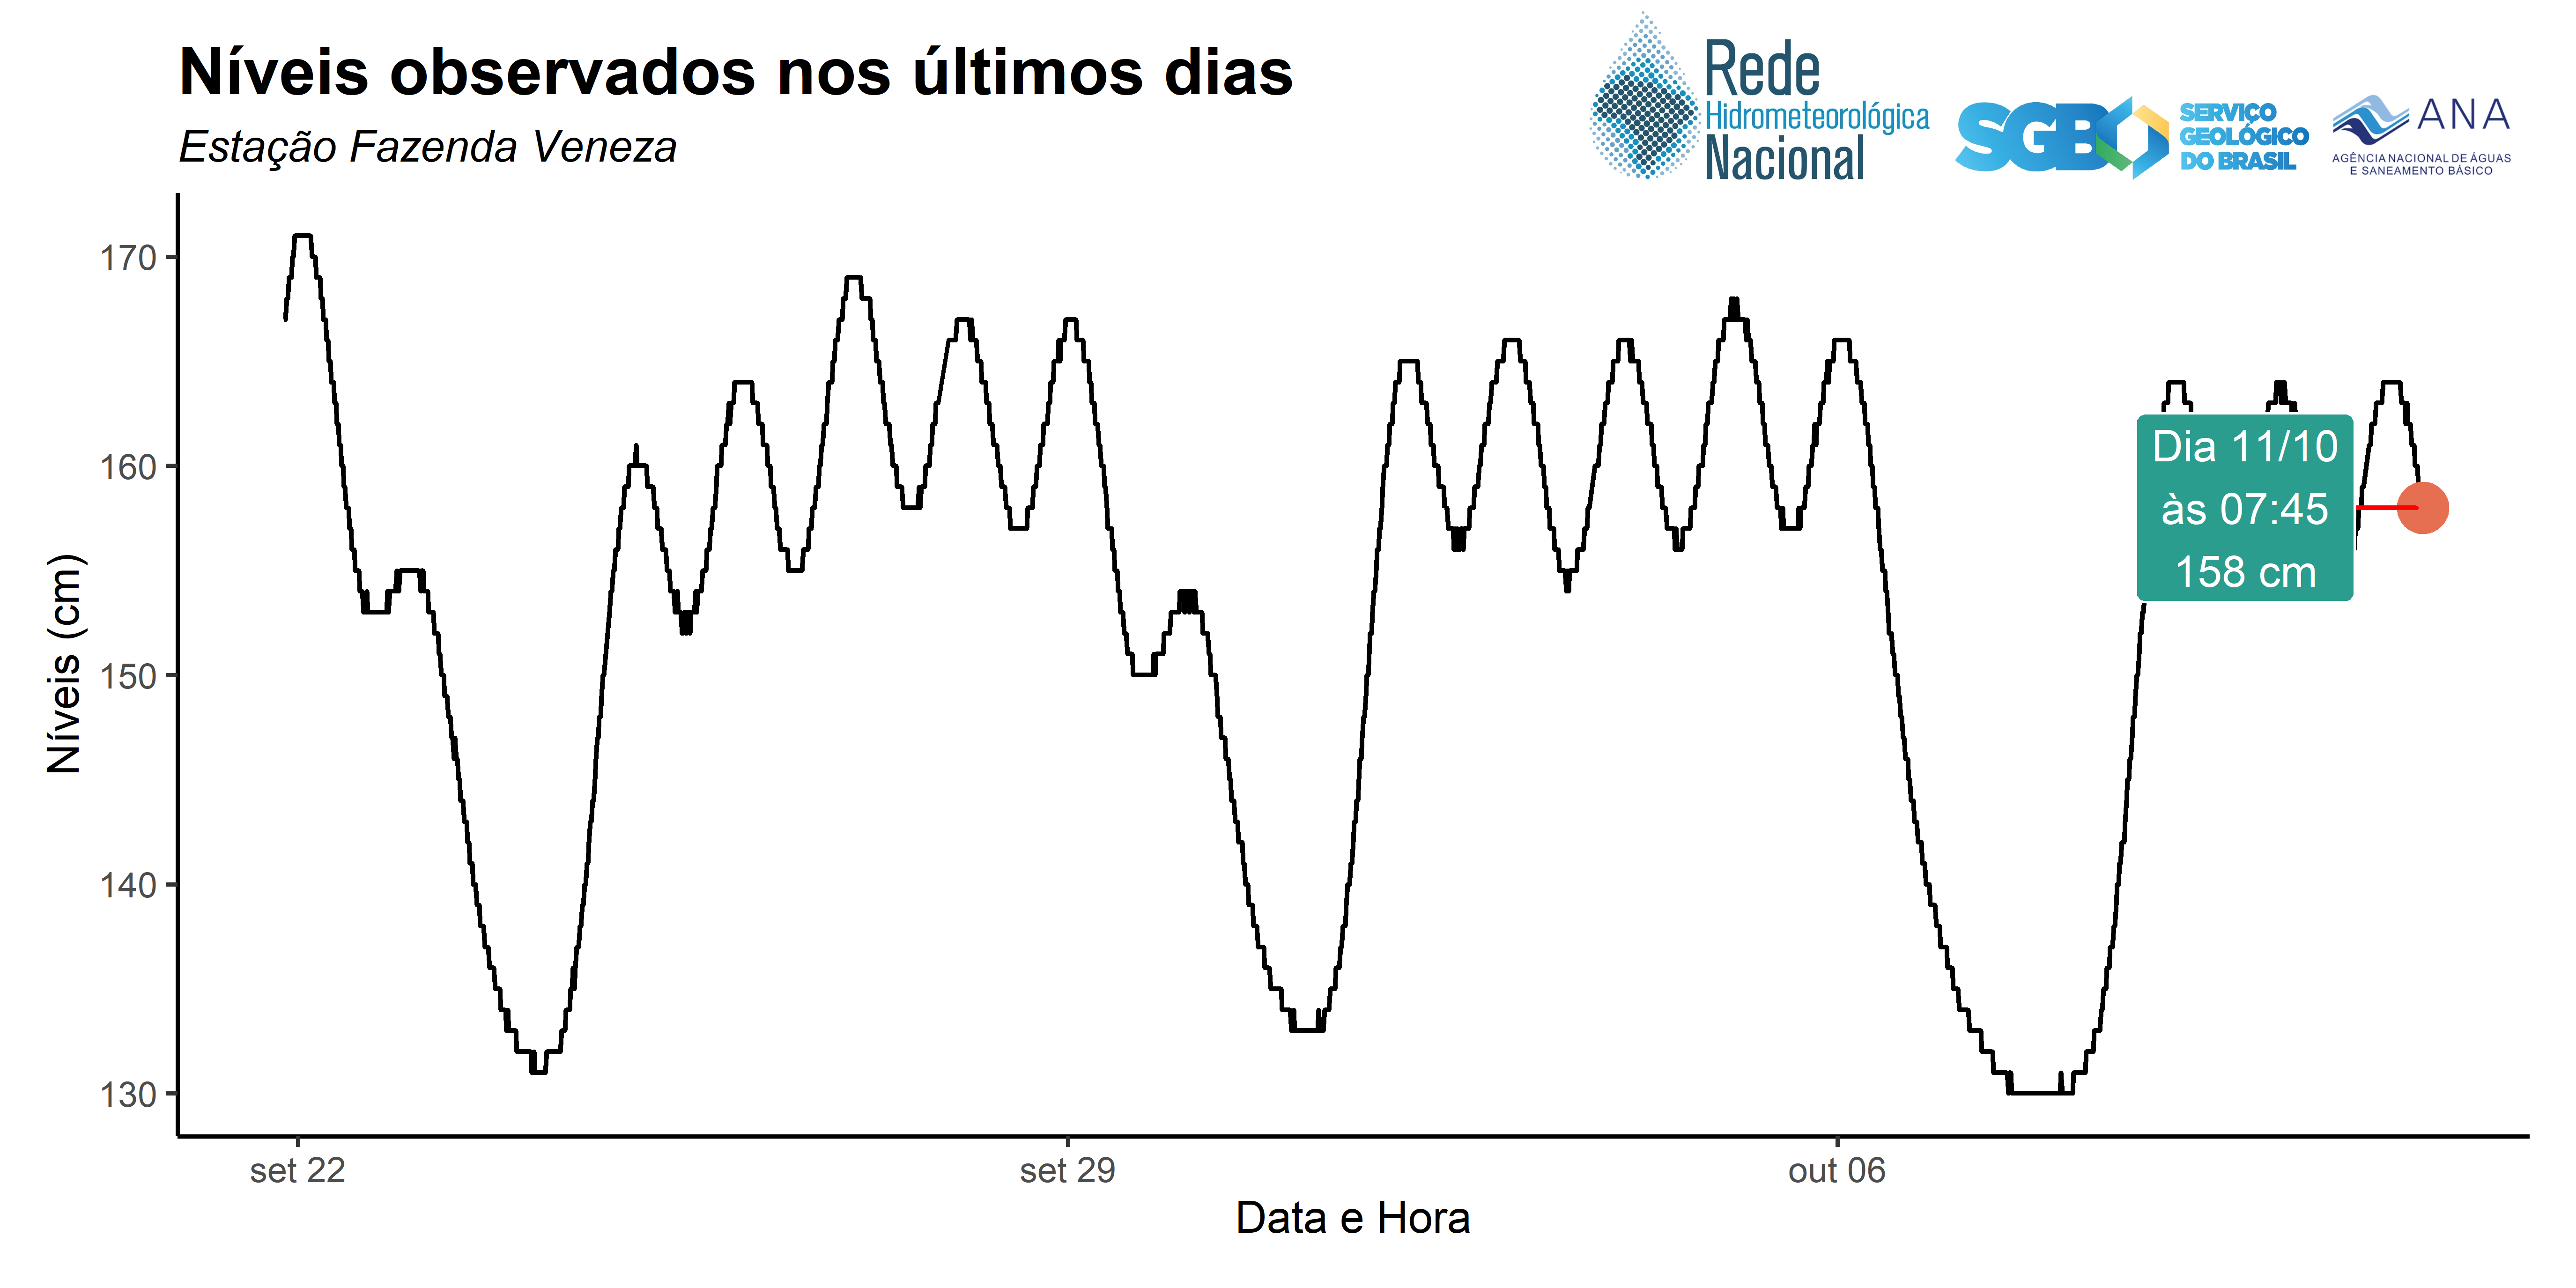 Níveis observados nos últimos dias
Estação Fazenda Veneza
Rede
Hidrometeorológica
Nacional
SGB
SERVIÇO
GEOLÓGICO
DO BRASIL
ANA
AGÊNCIA NACIONAL DE ÁGUAS
E SANEAMENTO BÁSICO
Níveis (cm)
170
160
150
140
130
Dia 11/10
às 07:45
158 cm
set 22
set 29
out 06
Data e Hora